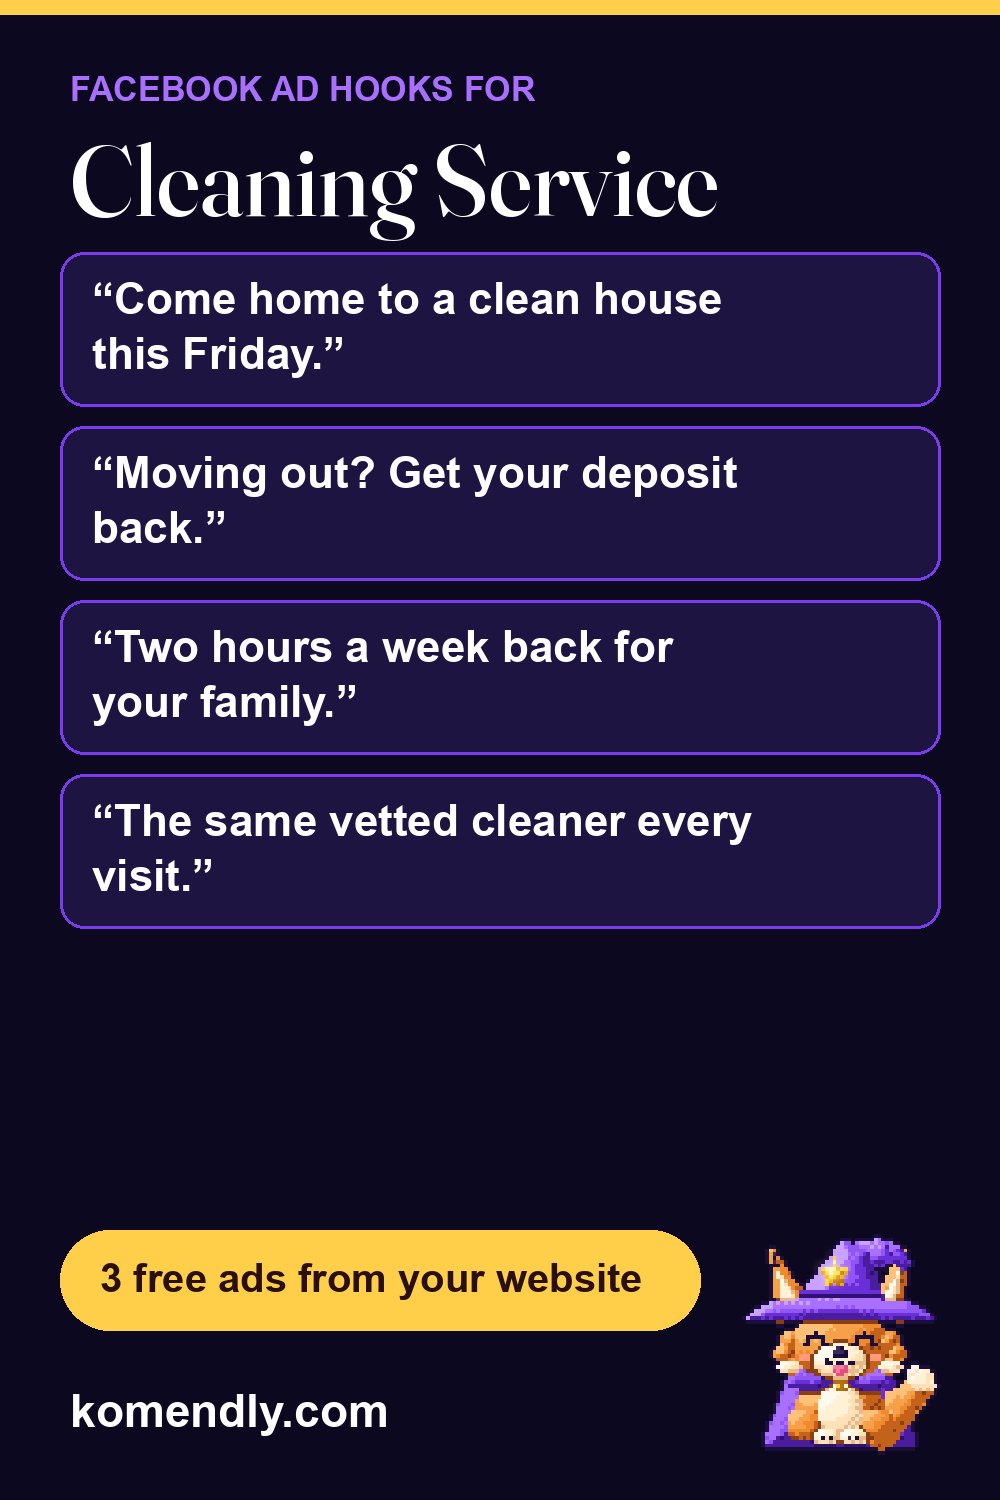 FACEBOOK AD HOOKS FOR
Cleaning Service
“Come home to a clean house
this Friday.”
“Moving out? Get your deposit
back.”
“Two hours a week back for
your family.”
“The same vetted cleaner every
visit.”
3 free ads from your website
komendly.com